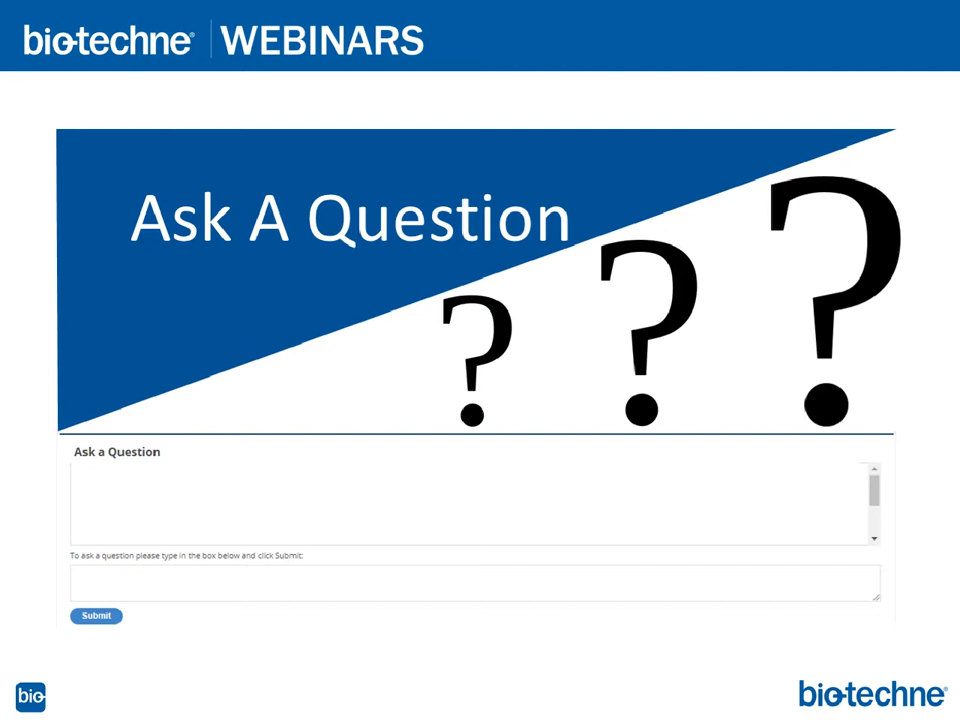 bio-techne® WEBINARS
Ask A Question
? ? ?
Ask a Question
To ask a question please type in the box below and click Submit:
Submit
bio
bio-techne®